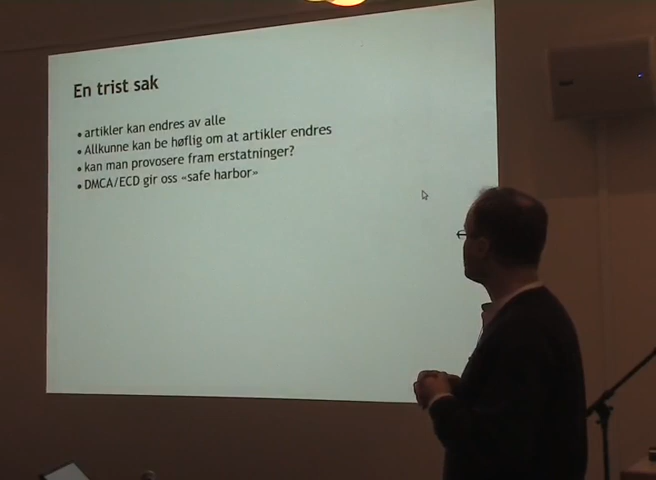 En trist sak
• artikler kan endres av alle
• Allkunne kan be høflig om at artikler endres
• kan man provosere fram erstatninger?
• DMCA/ECD gir oss «safe harbor»